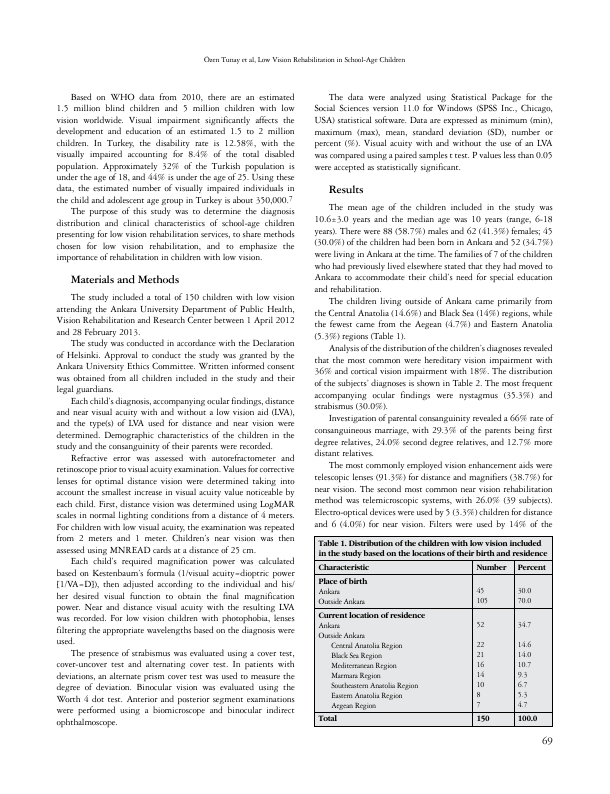 Özen Tunay et al, Low Vision Rehabilitation in School-Age Children
Based on WHO data from 2010, there are an estimated
1.5 million blind children and 5 million children with low
vision worldwide. Visual impairment significantly affects the
development and education of an estimated 1.5 to 2 million
children. In Turkey, the disability rate is 12.58%, with the
visually impaired accounting for 8.4% of the total disabled
population. Approximately 32% of the Turkish population is
under the age of 18, and 44% is under the age of 25. Using these
data, the estimated number of visually impaired individuals in
the child and adolescent age group in Turkey is about 350,000.7
The purpose of this study was to determine the diagnosis
distribution and clinical characteristics of school-age children
presenting for low vision rehabilitation services, to share methods
chosen for low vision rehabilitation, and to emphasize the
importance of rehabilitation in children with low vision.
Materials and Methods
The study included a total of 150 children with low vision
attending the Ankara University Department of Public Health,
Vision Rehabilitation and Research Center between 1 April 2012
and 28 February 2013.
The study was conducted in accordance with the Declaration
of Helsinki. Approval to conduct the study was granted by the
Ankara University Ethics Committee. Written informed consent
was obtained from all children included in the study and their
legal guardians.
Each child's diagnosis, accompanying ocular findings, distance
and near visual acuity with and without a low vision aid (LVA),
and the type(s) of LVA used for distance and near vision were
determined. Demographic characteristics of the children in the
study and the consanguinity of their parents were recorded.
Refractive error was assessed with autorefractometer and
retinoscope prior to visual acuity examination. Values for corrective
lenses for optimal distance vision were determined taking into
account the smallest increase in visual acuity value noticeable by
each child. First, distance vision was determined using LogMAR
scales in normal lighting conditions from a distance of 4 meters.
For children with low visual acuity, the examination was repeated
from 2 meters and 1 meter. Children's near vision was then
assessed using MNREAD cards at a distance of 25 cm.
Each child's required magnification power was calculated
based on Kestenbaum's formula (1/visual acuity=dioptric power
[1/VA=D]), then adjusted according to the individual and his/
her desired visual function to obtain the final magnification
power. Near and distance visual acuity with the resulting LVA
was recorded. For low vision children with photophobia, lenses
filtering the appropriate wavelengths based on the diagnosis were
used.
The presence of strabismus was evaluated using a cover test,
cover-uncover test and alternating cover test. In patients with
deviations, an alternate prism cover test was used to measure the
degree of deviation. Binocular vision was evaluated using the
Worth 4 dot test. Anterior and posterior segment examinations
were performed using a biomicroscope and binocular indirect
ophthalmoscope.
The data were analyzed using Statistical Package for the
Social Sciences version 11.0 for Windows (SPSS Inc., Chicago,
USA) statistical software. Data are expressed as minimum (min),
maximum (max), mean, standard deviation (SD), number or
percent (%). Visual acuity with and without the use of an LVA
was compared using a paired samples t test. P values less than 0.05
were accepted as statistically significant.
Results
The mean age of the children included in the study was
10.6±3.0 years and the median age was 10 years (range, 6-18
years). There were 88 (58.7%) males and 62 (41.3%) females; 45
(30.0%) of the children had been born in Ankara and 52 (34.7%)
were living in Ankara at the time. The families of 7 of the children
who had previously lived elsewhere stated that they had moved to
Ankara to accommodate their child's need for special education
and rehabilitation.
The children living outside of Ankara came primarily from
the Central Anatolia (14.6%) and Black Sea (14%) regions, while
the fewest came from the Aegean (4.7%) and Eastern Anatolia
(5.3%) regions (Table 1).
Analysis of the distribution of the children's diagnoses revealed
that the most common were hereditary vision impairment with
36% and cortical vision impairment with 18%. The distribution
of the subjects' diagnoses is shown in Table 2. The most frequent
accompanying ocular findings were nystagmus (35.3%) and
strabismus (30.0%).
Investigation of parental consanguinity revealed a 66% rate of
consanguineous marriage, with 29.3% of the parents being first
degree relatives, 24.0% second degree relatives, and 12.7% more
distant relatives.
The most commonly employed vision enhancement aids were
telescopic lenses (91.3%) for distance and magnifiers (38.7%) for
near vision. The second most common near vision rehabilitation
method was telemicroscopic systems, with 26.0% (39 subjects).
Electro-optical devices were used by 5 (3.3%) children for distance
and 6 (4.0%) for near vision. Filters were used by 14% of the
Table 1. Distribution of the children with low vision included
in the study based on the locations of their birth and residence
Characteristic Number Percent
Place of birth
Ankara 45 30.0
Outside Ankara 105 70.0
Current location of residence
Ankara 52 34.7
Outside Ankara
Central Anatolia Region 22 14.6
Black Sea Region 21 14.0
Mediterranean Region 16 10.7
Marmara Region 14 9.3
Southeastern Anatolia Region 10 6.7
Eastern Anatolia Region 8 5.3
Aegean Region 7 4.7
Total 150 100.0
69